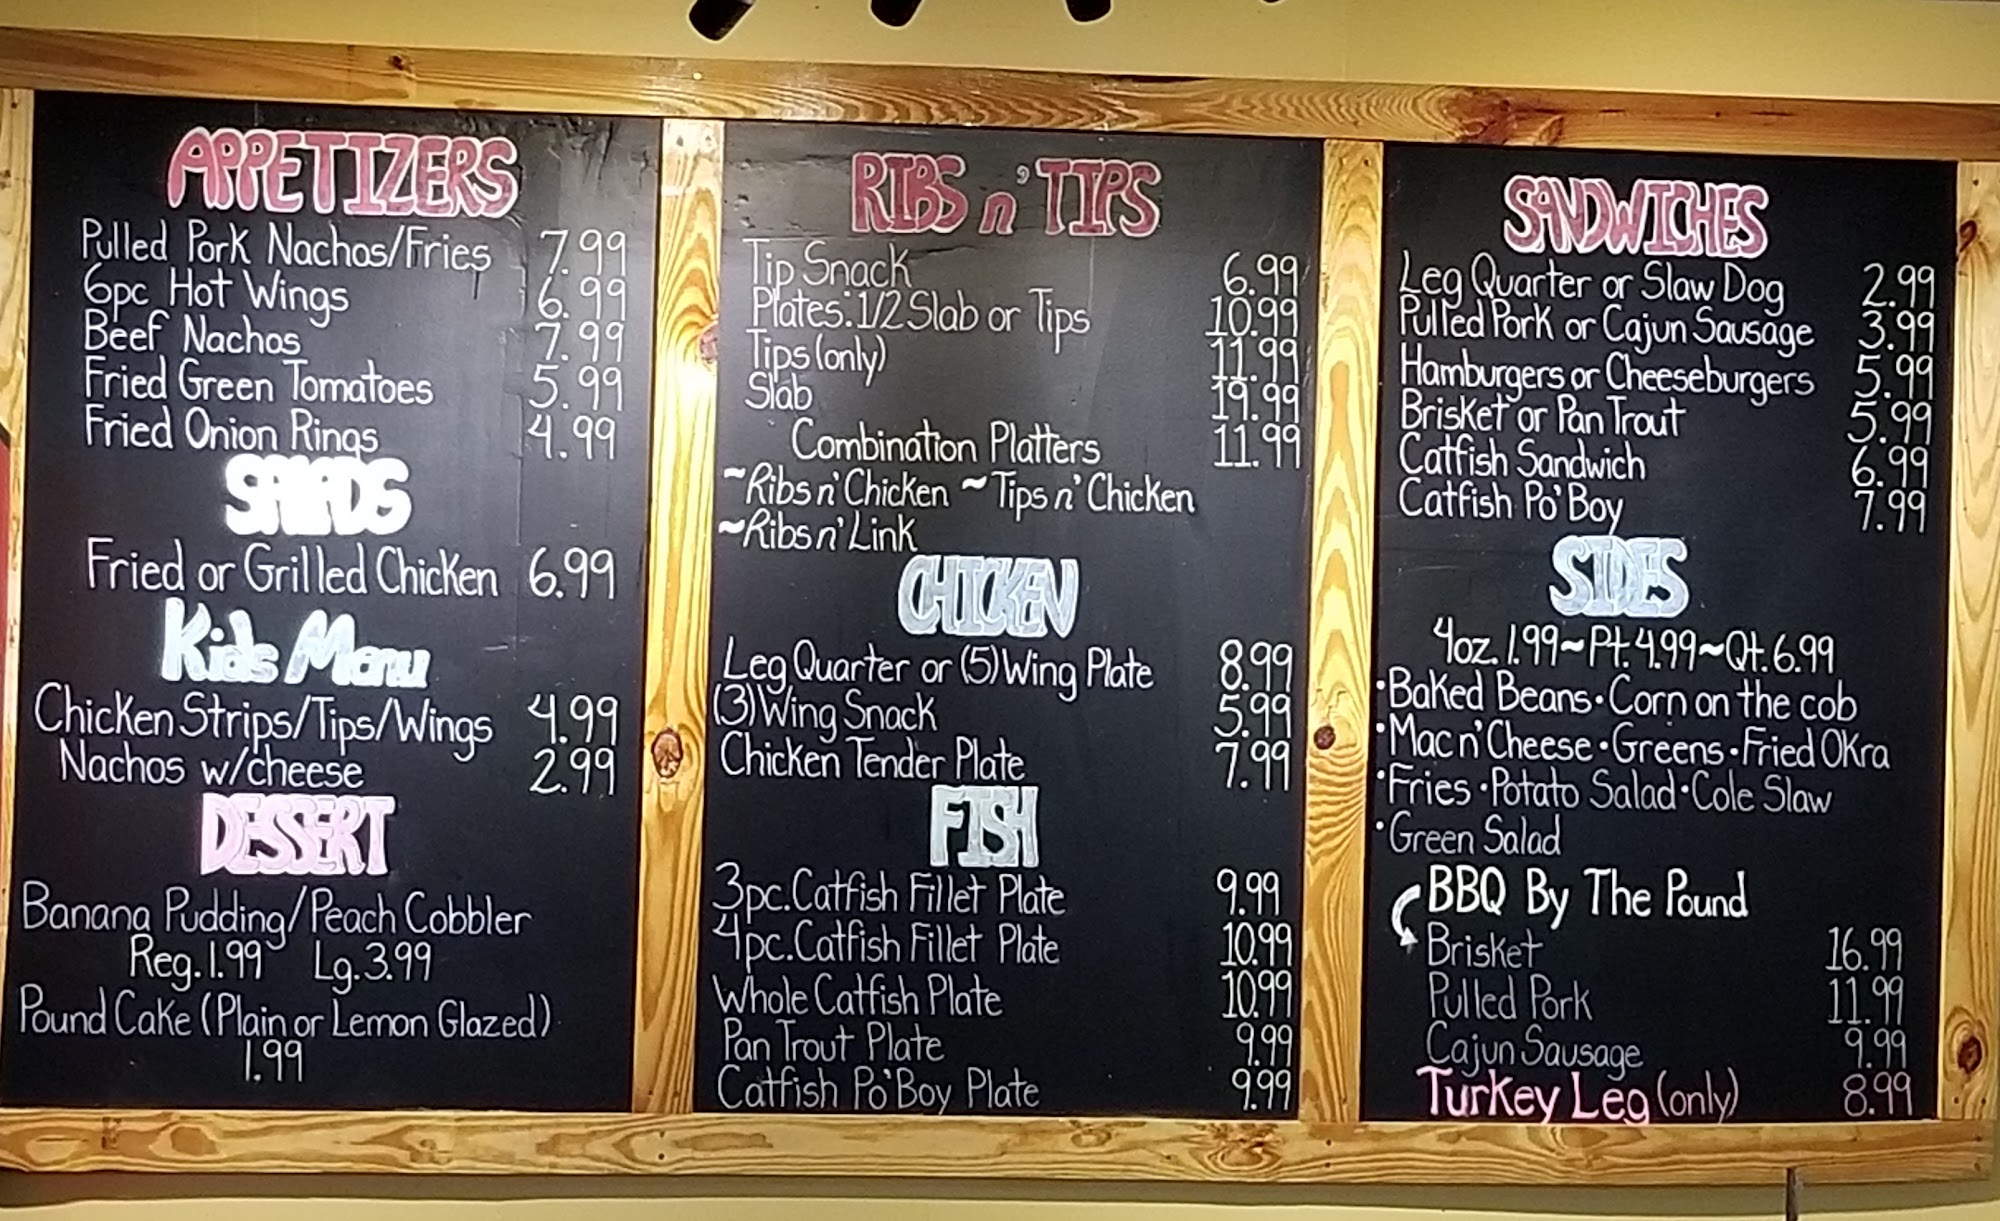 APPETIZERS
Pulled Pork Nachos/Fries 7.99
6pc Hot Wings 6.99
Beef Nachos 7.99
Fried Green Tomatoes 5.99
Fried Onion Rings 4.99
SALADS
Fried or Grilled Chicken 6.99
Kids Menu
Chicken Strips/Tips/Wings 4.99
Nachos w/cheese 2.99
DESSERT
Banana Pudding/Peach Cobbler
Reg. 1.99 Lg. 3.99
Pound Cake (Plain or Lemon Glazed)
1.99
RIBS n' TIPS
Tip Snack 6.99
Plates: 1/2 Slab or Tips 10.99
Tips (only) 11.99
Slab 19.99
Combination Platters 11.99
~Ribs n' Chicken ~Tips n' Chicken
~Ribs n' Link
CHICKEN
Leg Quarter or (5) Wing Plate 8.99
(3) Wing Snack 5.99
Chicken Tender Plate 7.99
FISH
3pc. Catfish Fillet Plate 9.99
4pc. Catfish Fillet Plate 10.99
Whole Catfish Plate 10.99
Pan Trout Plate 9.99
Catfish Po'Boy Plate 9.99
SANDWICHES
Leg Quarter or Slaw Dog 2.99
Pulled Pork or Cajun Sausage 3.99
Hamburgers or Cheeseburgers 5.99
Brisket or Pan Trout 5.99
Catfish Sandwich 6.99
Catfish Po'Boy 7.99
SIDES
4oz. 1.99~Pt. 4.99~Qt. 6.99
•Baked Beans •Corn on the cob
•Mac n' Cheese •Greens •Fried Okra
•Fries •Potato Salad •Cole Slaw
•Green Salad
BBQ By The Pound
Brisket 16.99
Pulled Pork 11.99
Cajun Sausage 9.99
Turkey Leg (only) 8.99